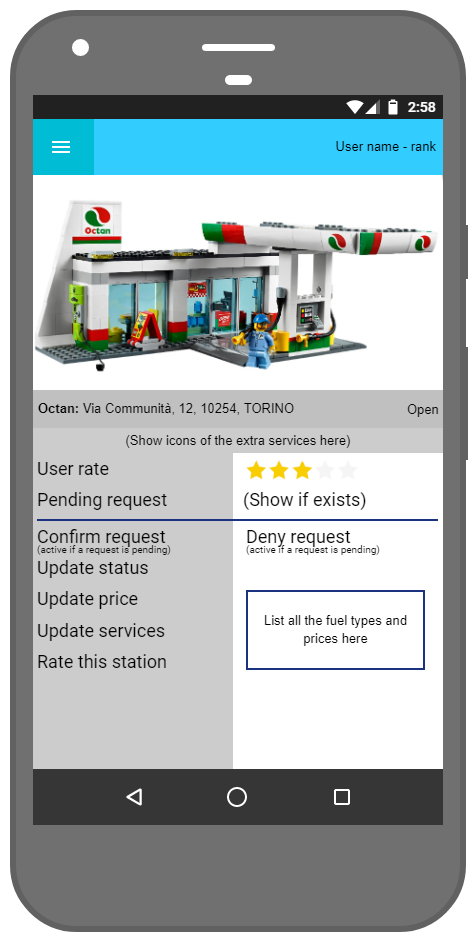 2:58
User name - rank
Octan
Octan: Via Communità, 12, 10254, TORINO
Open
(Show icons of the extra services here)
User rate
Pending request
(Show if exists)
Confirm request
(active if a request is pending)
Deny request
(active if a request is pending)
Update status
Update price
Update services
Rate this station
List all the fuel types and
prices here